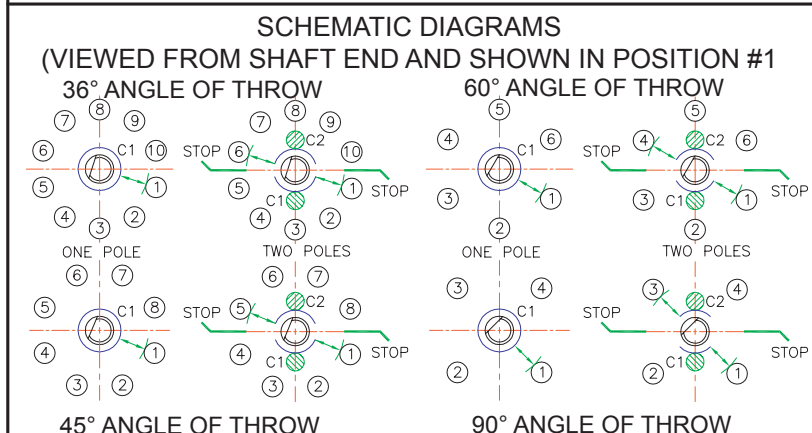 SCHEMATIC DIAGRAMS
(VIEWED FROM SHAFT END AND SHOWN IN POSITION #1
36° ANGLE OF THROW 60° ANGLE OF THROW
8 8 5 5
7 9 7 9
C1 C2 C1 C2
4 6 4 6
6 10 STOP 6 10 STOP
5 1 5 1 STOP 3 1 3 1 STOP
C1 C1
4 2 4 2
3 3 2 2
ONE POLE TWO POLES ONE POLE TWO POLES
6 7 6 7
3 4 3 4
5 C1 8 STOP 5 C2 8 C1 STOP C2
4 1 4 1 STOP 2 1 2 1 STOP
C1 C1
3 2 3 2
45° ANGLE OF THROW 90° ANGLE OF THROW